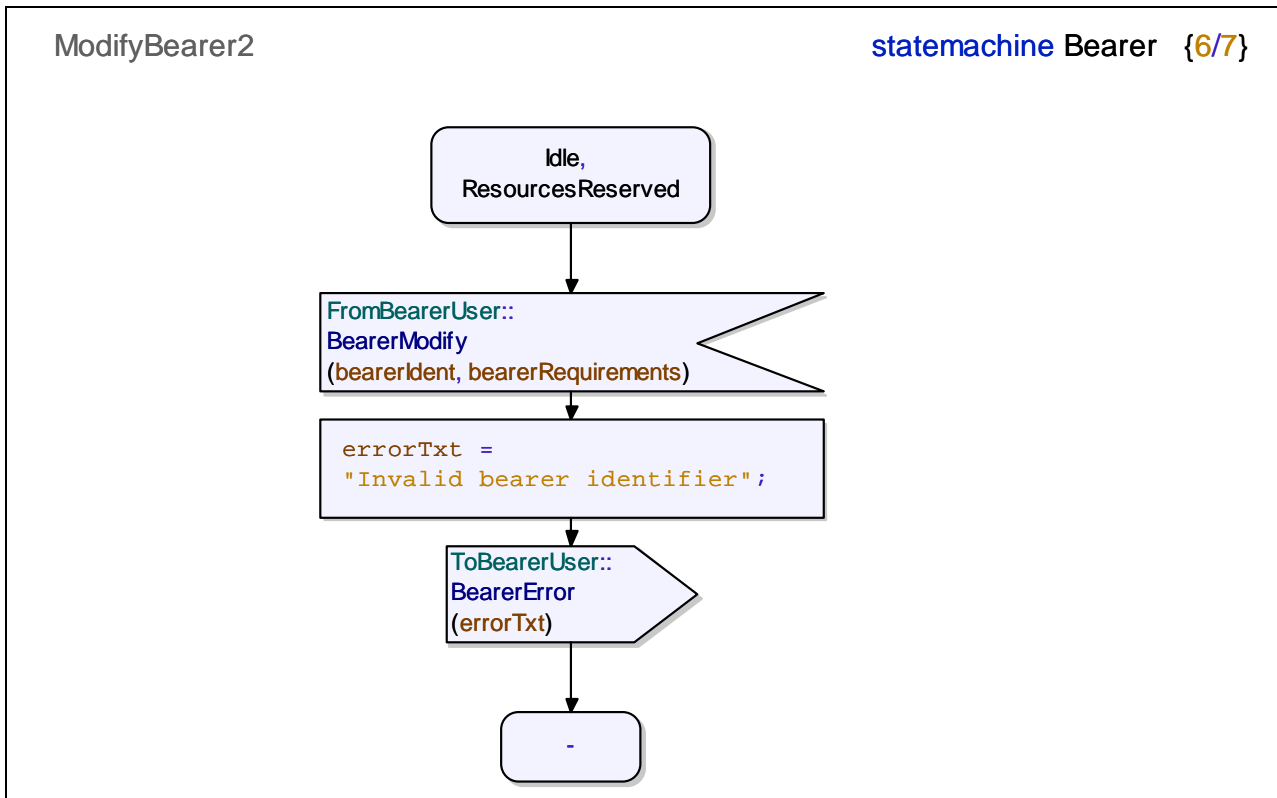 ModifyBearer2
statemachine Bearer {6/7}
Idle,
ResourcesReserved
FromBearerUser::
BearerModify
(bearerIdent, bearerRequirements)
errorTxt =
"Invalid bearer identifier";
ToBearerUser::
BearerError
(errorTxt)
-